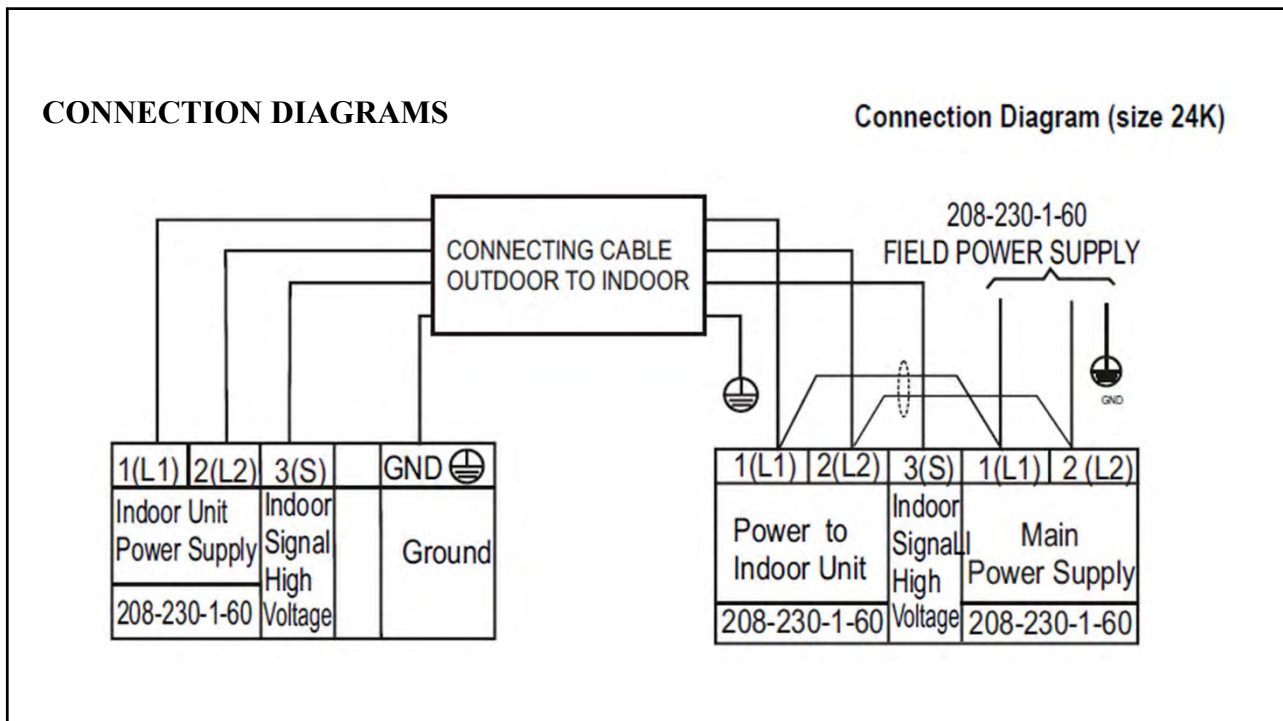 CONNECTION DIAGRAMS
Connection Diagram (size 24K)
208-230-1-60
FIELD POWER SUPPLY
CONNECTING CABLE
OUTDOOR TO INDOOR
GND
1(L1) 2(L2) 3(S) GND
Indoor Unit
Power Supply
208-230-1-60
Indoor
Signal
High
Voltage
Ground
1(L1) 2(L2) 3(S) 1(L1) 2 (L2)
Power to
Indoor Unit
208-230-1-60
Indoor
SignaLl
High
Voltage
Main
Power Supply
208-230-1-60